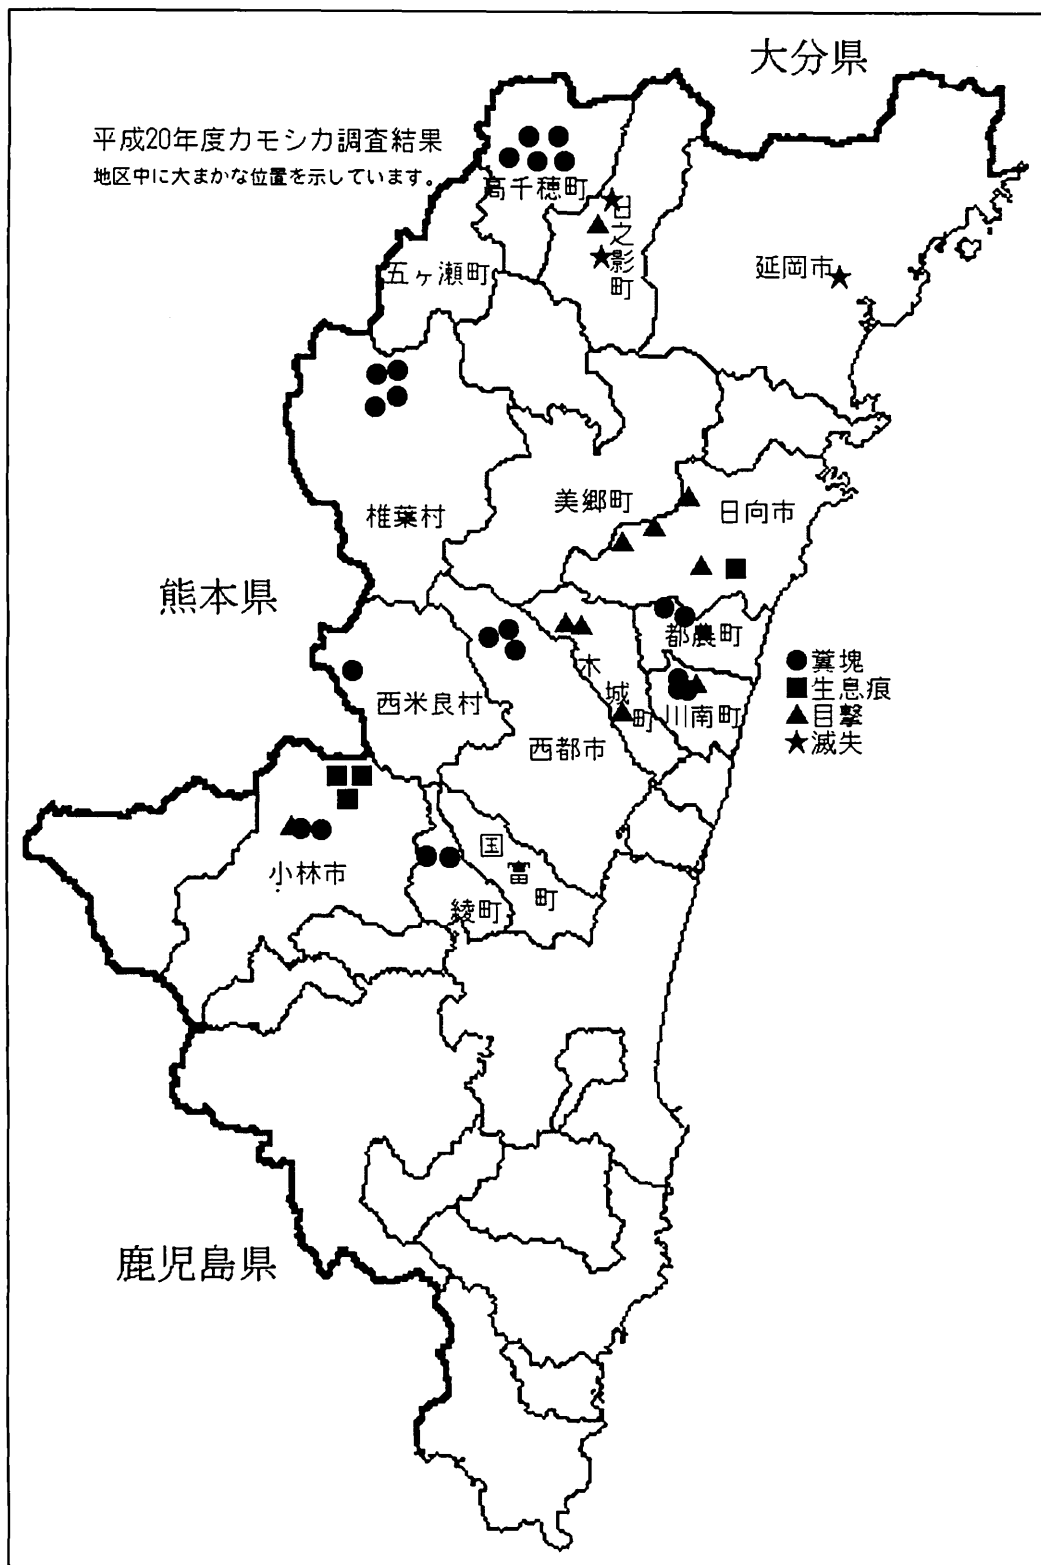 大分県
平成20年度カモシカ調査結果
地区中に大まかな位置を示しています。
高千穂町
日之影町
五ヶ瀬町
延岡市
美郷町
日向市
椎葉村
熊本県
都農町
木城町
糞塊
生息痕
目撃
滅失
西米良村
川南町
西都市
国富町
小林市
綾町
鹿児島県